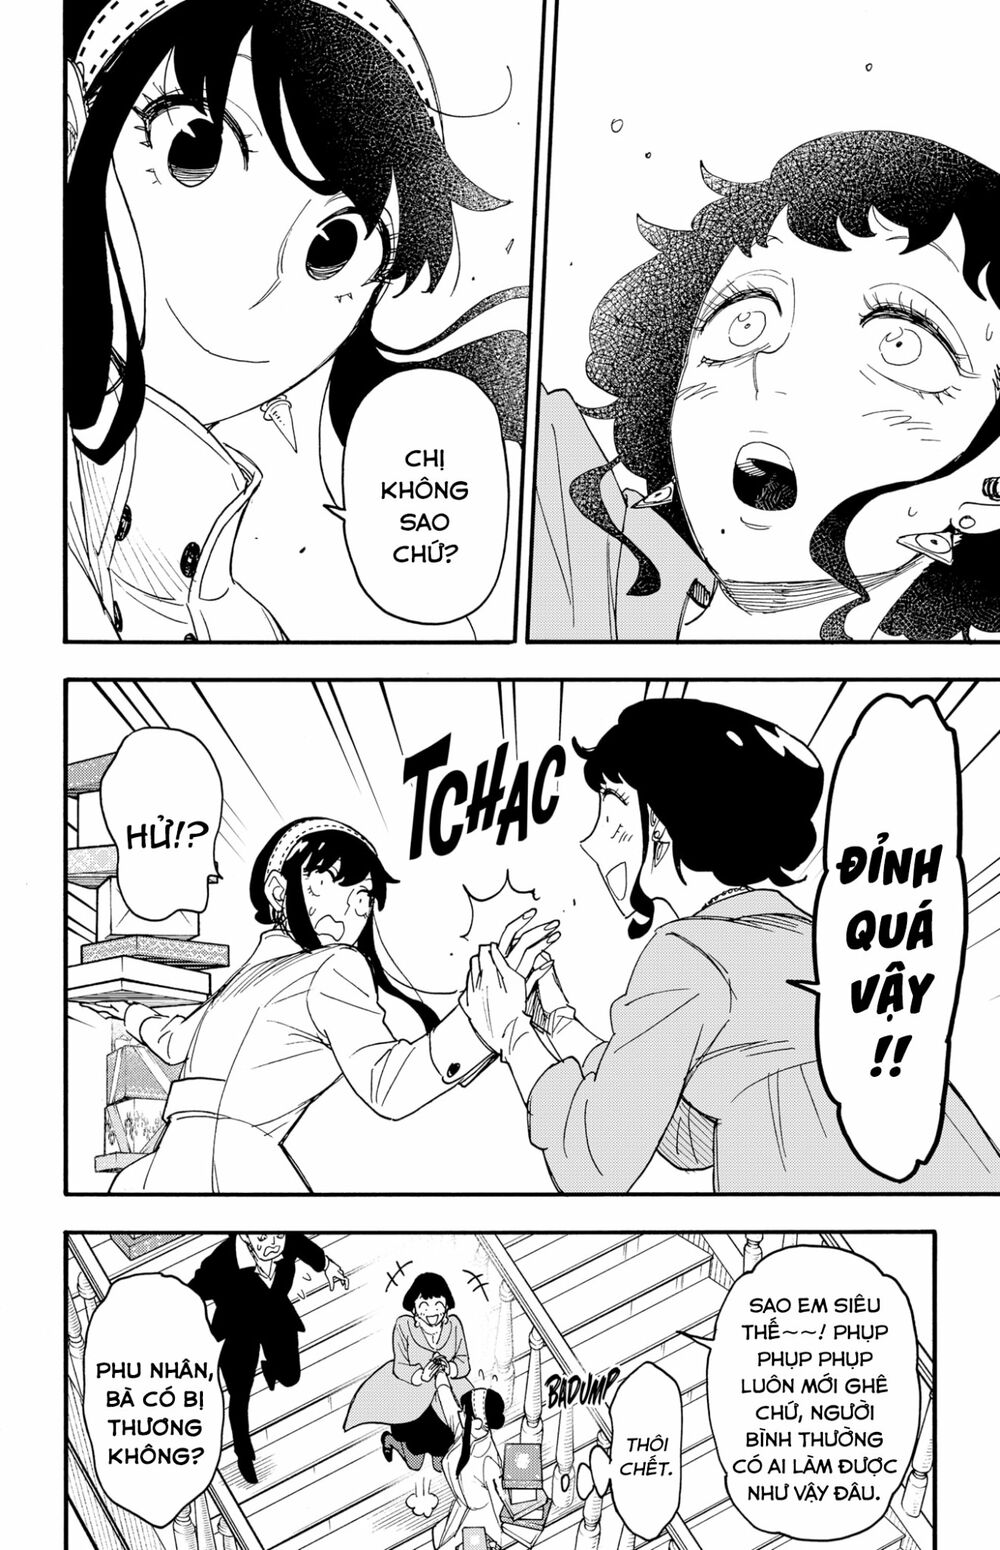 CHỊ
KHÔNG
SAO
CHỨ?
ĐỈNH
QUÁ
VẬY
!!
TCHAC
HỬ!?
SAO EM SIÊU
THẾ~~! PHỤP
PHỤP PHỤP
LUÔN MỚI GHÊ
CHỨ, NGƯỜI
BÌNH THƯỜNG
CÓ AI LÀM ĐƯỢC
NHƯ VẬY ĐÂU.
BADUMP
THÔI
CHẾT.
PHU NHÂN,
BÀ CÓ BỊ
THƯƠNG
KHÔNG?